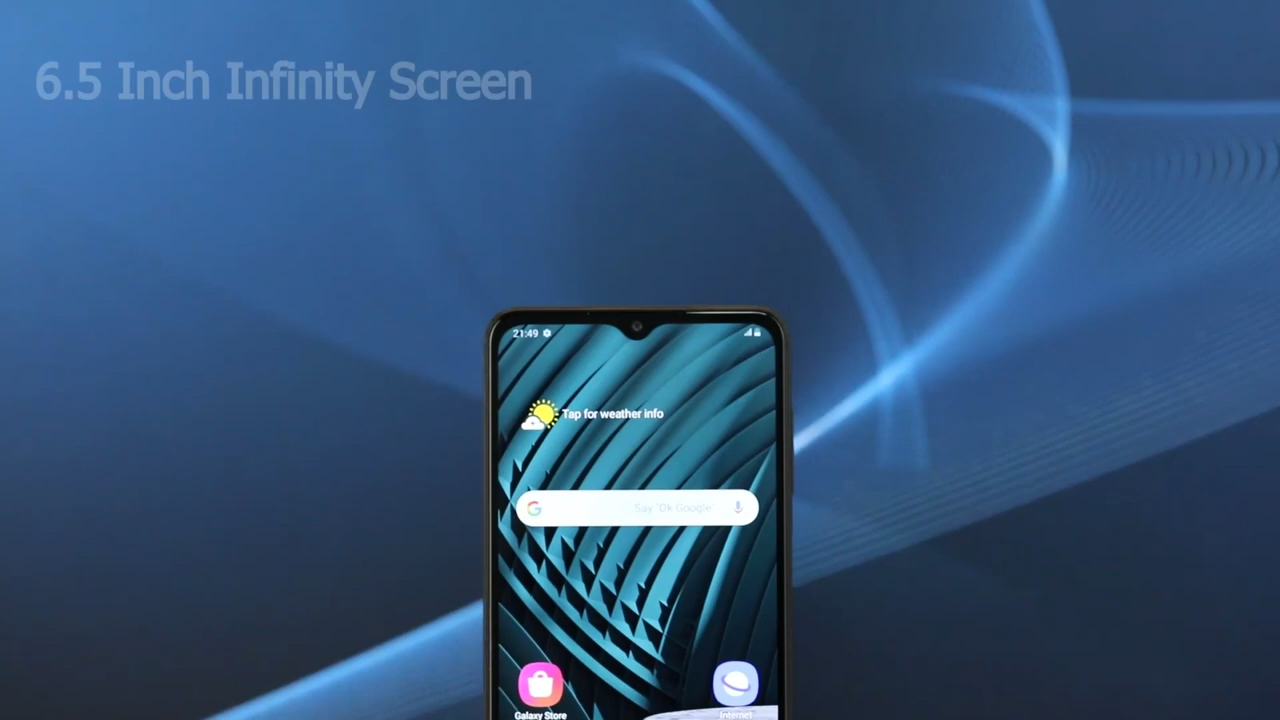 6.5 Inch Infinity Screen
21:49
Tap for weather info
Say "Ok Google"
Galaxy Store
Internet